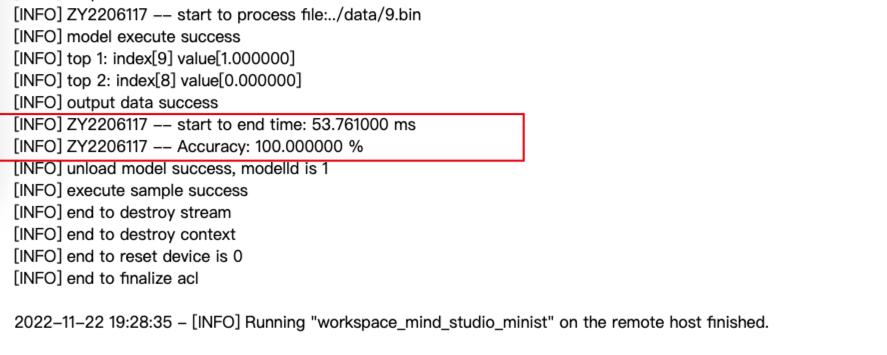 [INFO] ZY2206117 -- start to process file:../data/9.bin
[INFO] model execute success
[INFO] top 1: index[9] value[1.000000]
[INFO] top 2: index[8] value[0.000000]
[INFO] output data success
[INFO] ZY2206117 -- start to end time: 53.761000 ms
[INFO] ZY2206117 -- Accuracy: 100.000000 %
[INFO] unload model success, modelId is 1
[INFO] execute sample success
[INFO] end to destroy stream
[INFO] end to destroy context
[INFO] end to reset device is 0
[INFO] end to finalize acl
2022-11-22 19:28:35 - [INFO] Running "workspace_mind_studio_minist" on the remote host finished.